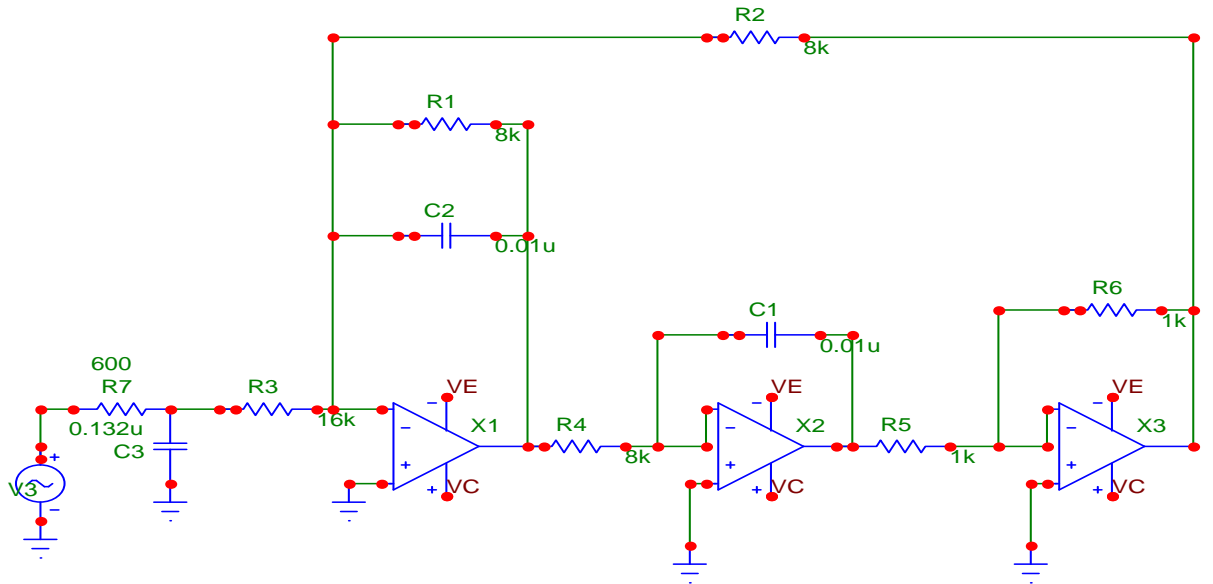 R2
8k
R1
8k
C2
0.01u
C1
0.01u
R6
1k
600
R7
0.132u
C3
R3
16k
VE
X1
VC
R4
8k
VE
X2
VC
R5
1k
VE
X3
VC
V3